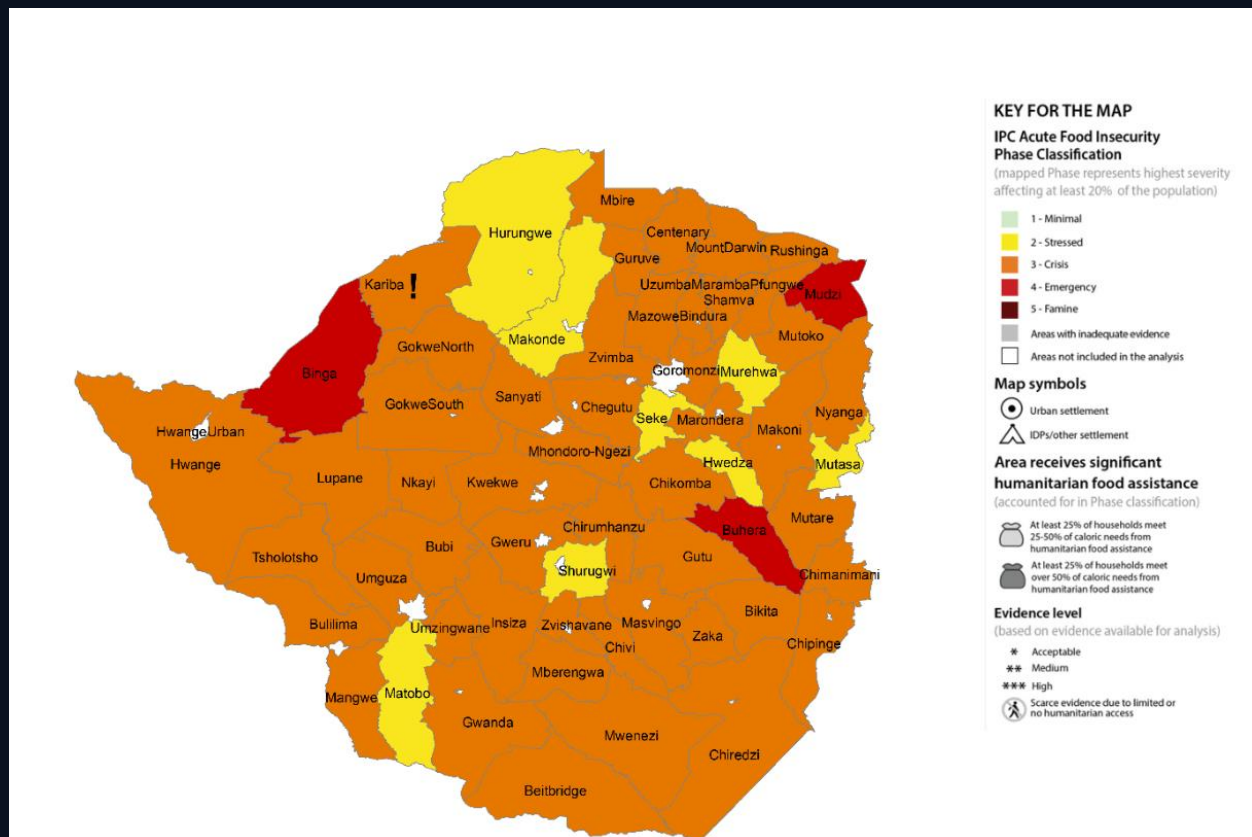 Mbire
Centenary
Hurungwe
MountDarwin
Rushinga
Guruve
Kariba
!
UzumbaMarambaPfungwe
Mudzi
Shamva
MazoweBindura
Mutoko
Makonde
GokweNorth
Zvimba
GoromonziMurehwa
Binga
Sanyati
Chegutu
GokweSouth
Nyanga
Seke
Marondera
Makoni
HwangeUrban
Mhondoro-Ngezi
Hwedza
Mutasa
Hwange
Lupane
Nkayi
Kwekwe
Chikomba
Mutare
Chirumhanzu
Buhera
Gweru
Bubi
Tsholotsho
Gutu
Shurugwi
Chimanimani
Umguza
Bikita
Bulilima
Umzingwane
Insiza
Zvishavane
Masvingo
Zaka
Chipinge
Chivi
Mberengwa
Mangwe
Matobo
Gwanda
Mwenezi
Chiredzi
Beitbridge
KEY FOR THE MAP
IPC Acute Food Insecurity
Phase Classification
(mapped Phase represents highest severity
affecting at least 20% of the population)
1 - Minimal
2 - Stressed
3 - Crisis
4 - Emergency
5 - Famine
Areas with inadequate evidence
Areas not included in the analysis
Map symbols
Urban settlement
IDPs/other settlement
Area receives significant
humanitarian food assistance
(accounted for in Phase classification)
At least 25% of households meet
25-50% of caloric needs from
humanitarian food assistance
At least 25% of households meet
over 50% of caloric needs from
humanitarian food assistance
Evidence level
(based on evidence available for analysis)
* Acceptable
** Medium
*** High
Scarce evidence due to limited or
no humanitarian access